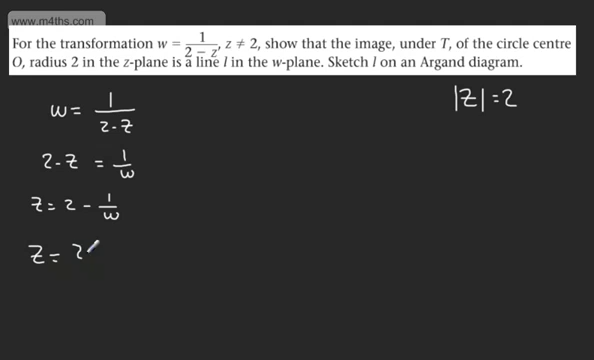 www.m4ths.com
For the transformation w = 1/(2 − z), z ≠ 2, show that the image, under T, of the circle centre
O, radius 2 in the z-plane is a line l in the w-plane. Sketch l on an Argand diagram.
|z| = 2
w = 1/(2 - z)
2 - z = 1/w
z = 2 - 1/w
z = 2